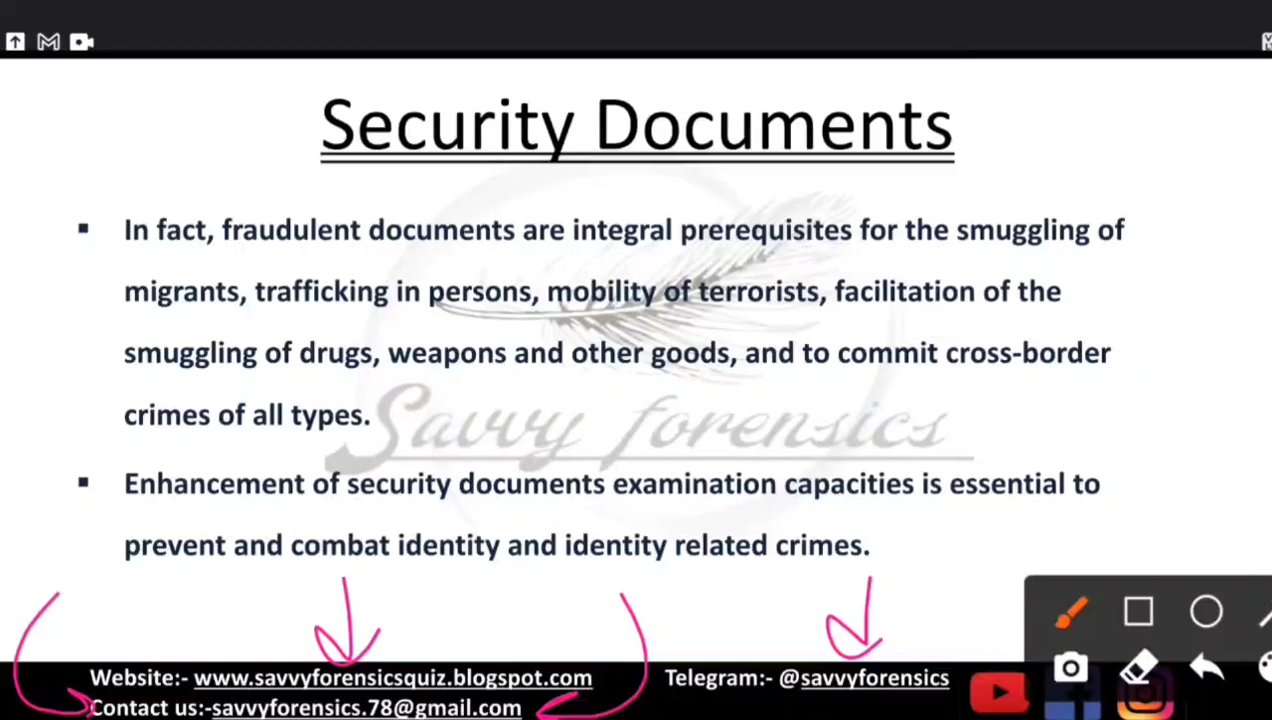 Security Documents
▪ In fact, fraudulent documents are integral prerequisites for the smuggling of
migrants, trafficking in persons, mobility of terrorists, facilitation of the
smuggling of drugs, weapons and other goods, and to commit cross-border
crimes of all types.
Savvy forensics
▪ Enhancement of security documents examination capacities is essential to
prevent and combat identity and identity related crimes.
Website:- www.savvyforensicsquiz.blogspot.com Telegram:- @savvyforensics
Contact us:-savvyforensics.78@gmail.com